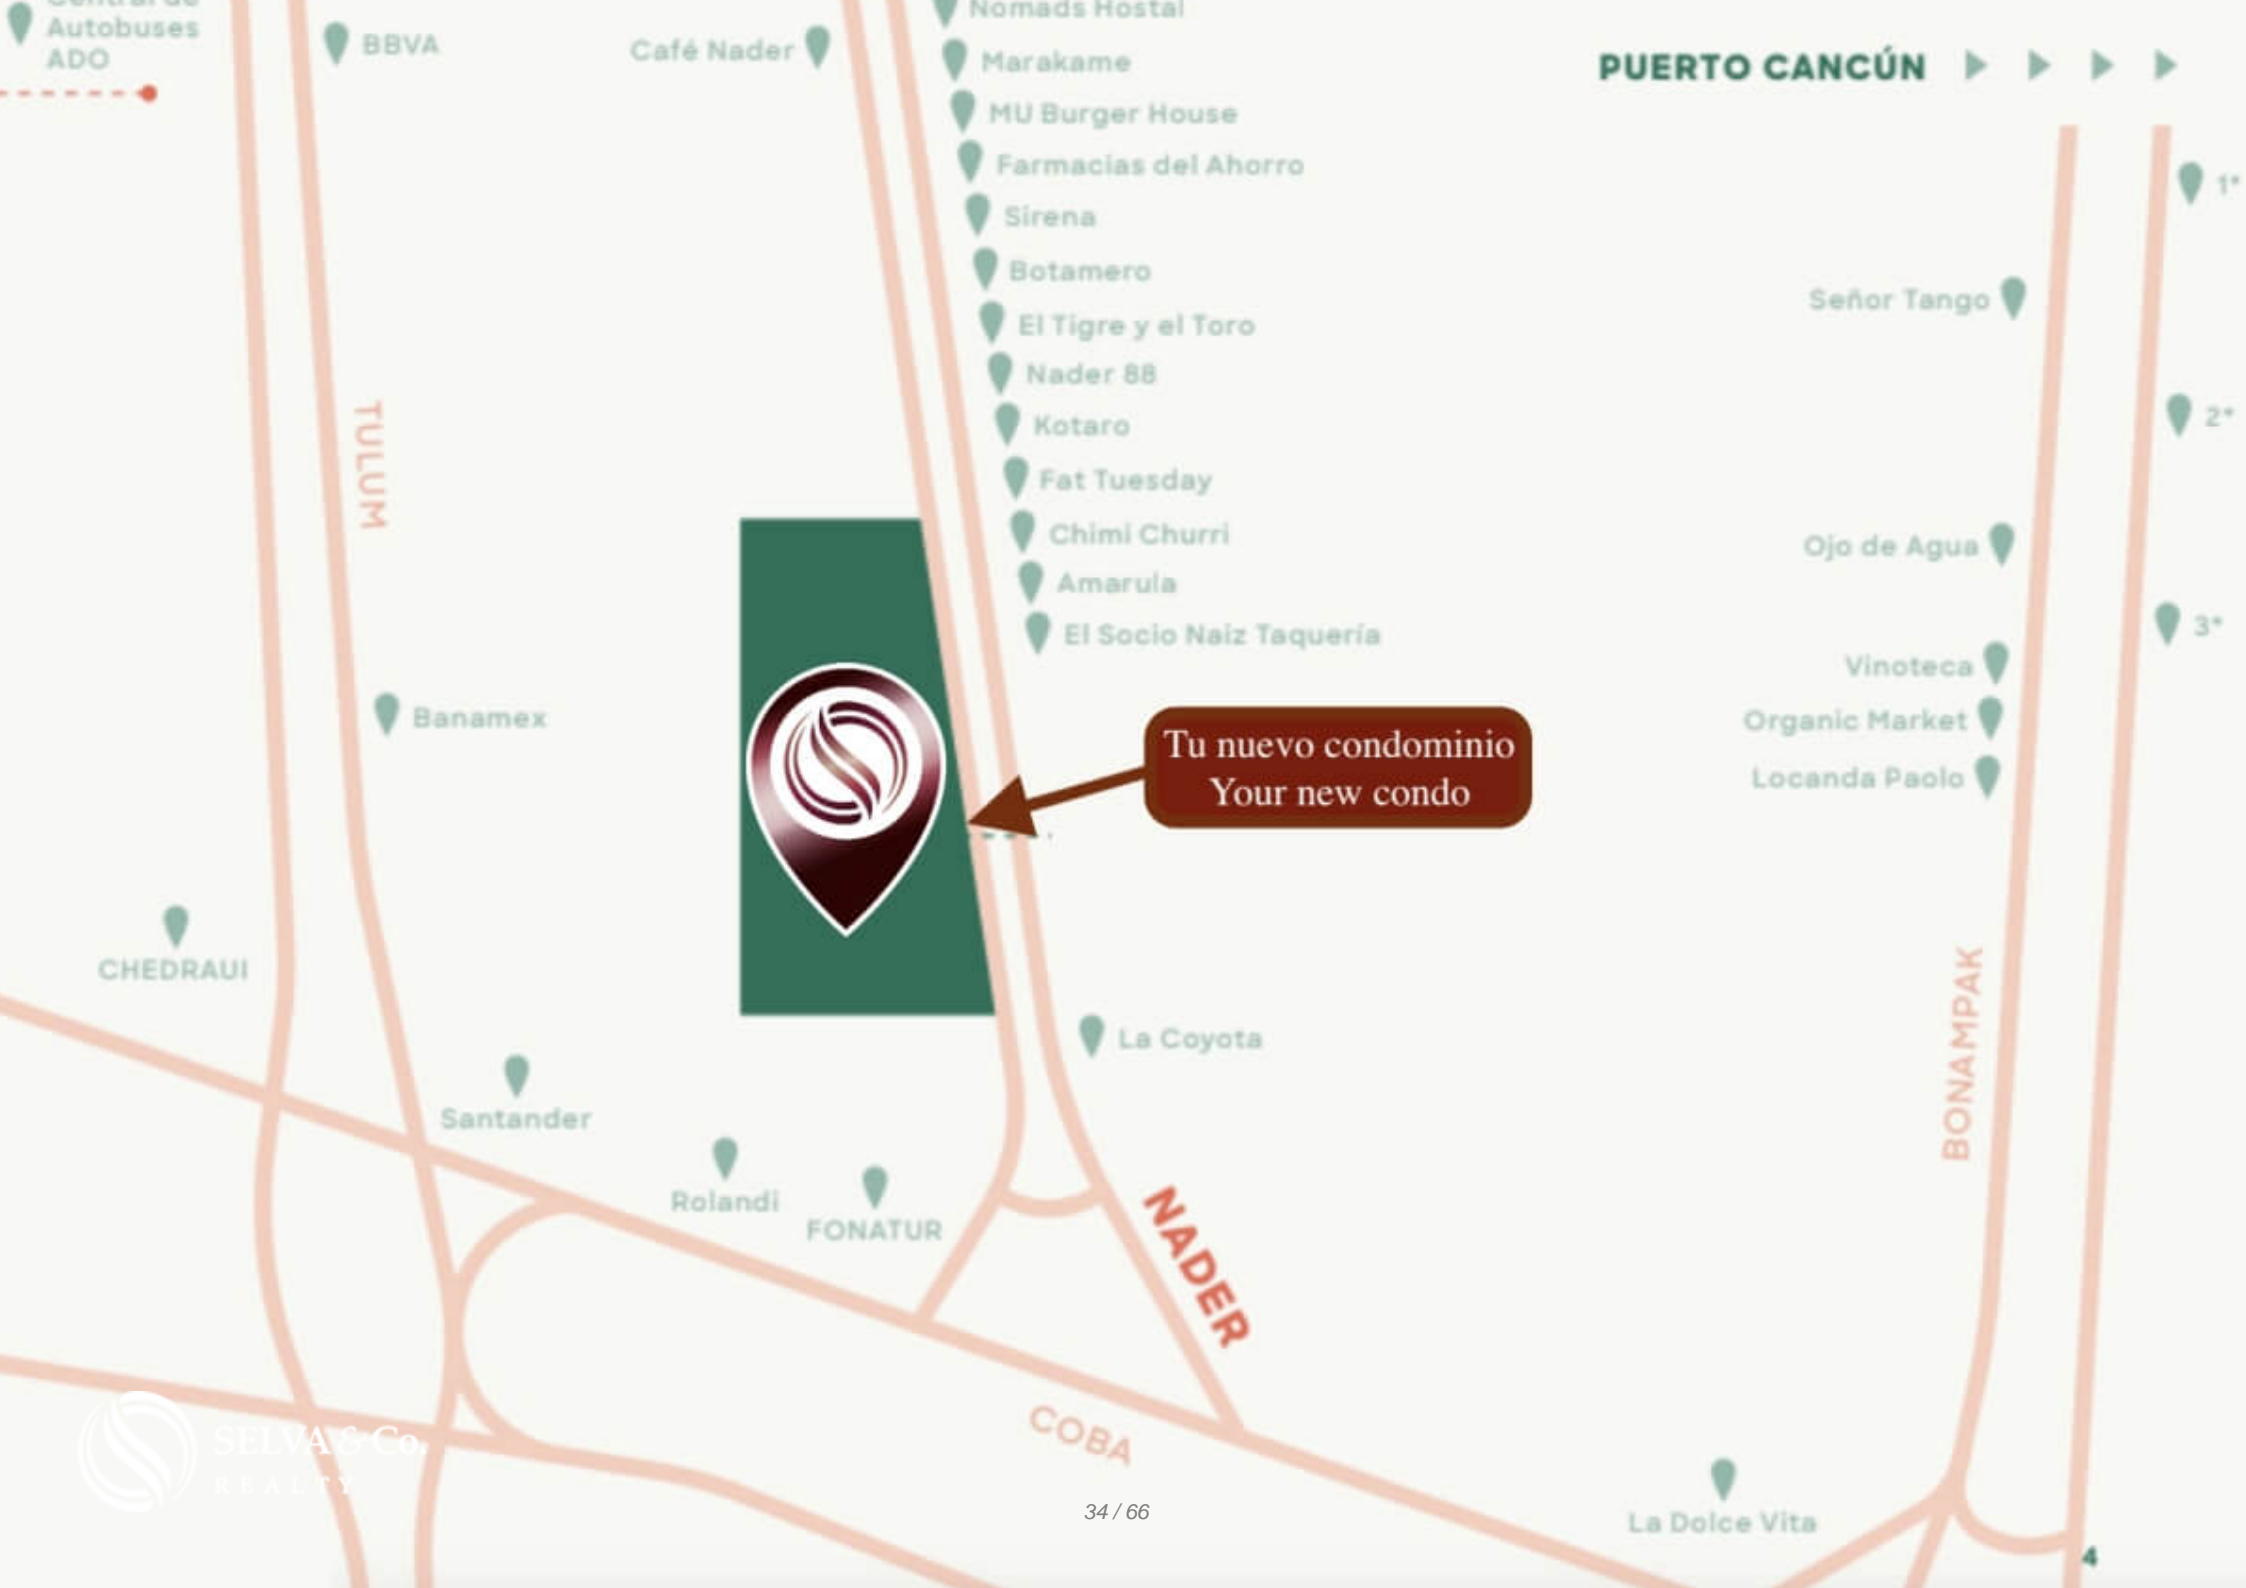 Central de
Autobuses
ADO
BBVA
Café Nader
Nomads Hostal
Marakame
MU Burger House
Farmacias del Ahorro
Sirena
Botamero
El Tigre y el Toro
Nader 88
Kotaro
Fat Tuesday
Chimi Churri
Amarula
El Socio Naiz Taquería
PUERTO CANCÚN
1*
Señor Tango
2*
Ojo de Agua
3*
Vinoteca
Organic Market
Locanda Paolo
TULUM
Banamex
Tu nuevo condominio
Your new condo
CHEDRAUI
La Coyota
Santander
Rolandi
FONATUR
NADER
BONAMPAK
COBA
La Dolce Vita
SELVA & Co.
REALTY
34 / 66
4